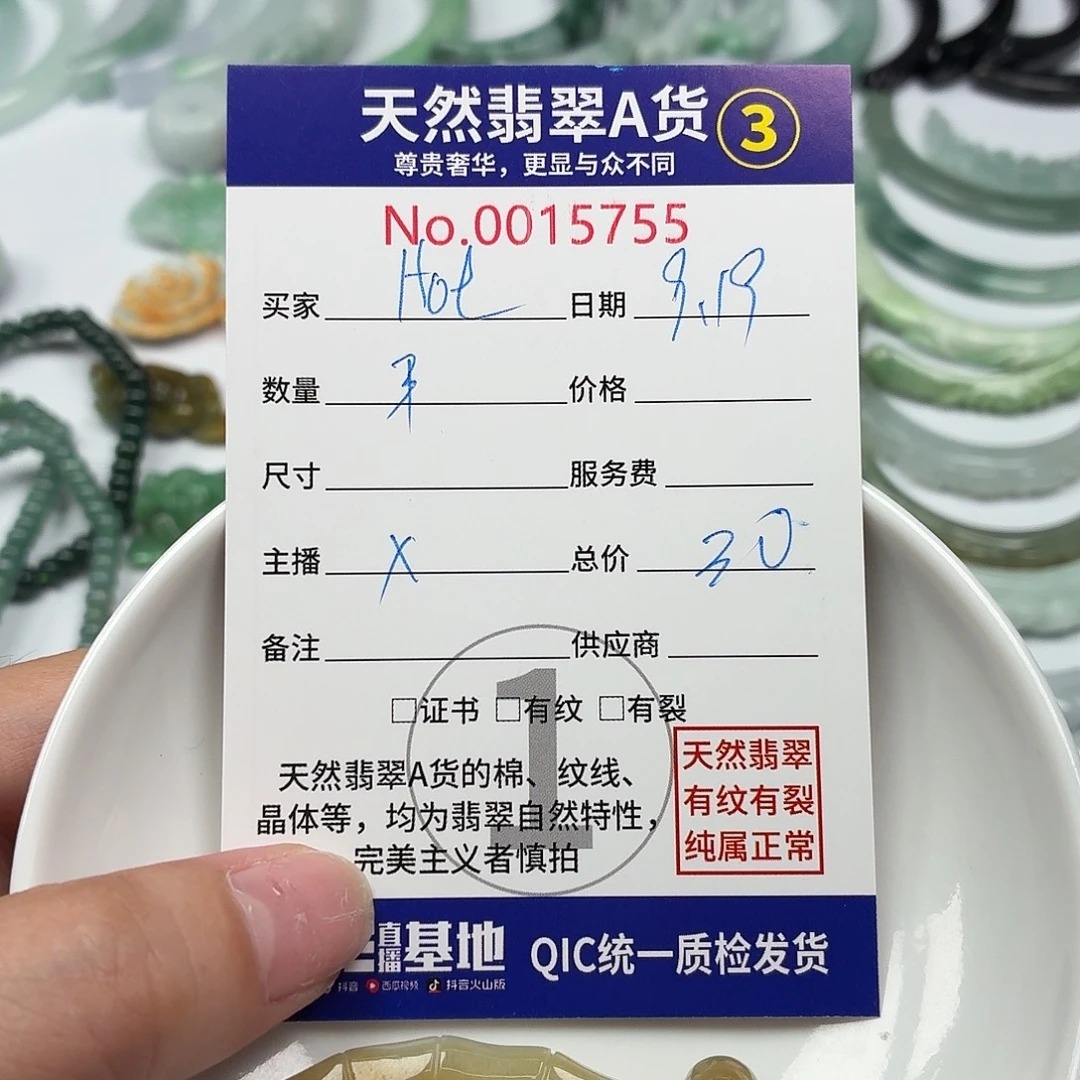 天然翡翠A货 3
尊贵奢华，更显与众不同
No.0015755
买家 Hoe 日期 9.19
数量 价格
尺寸 服务费
主播 X 总价 30
备注 供应商
1
□证书 □有纹 □有裂
天然翡翠A货的棉、纹线、
晶体等，均为翡翠自然特性，
完美主义者慎拍
天然翡翠
有纹有裂
纯属正常
直播基地 QIC统一质检发货
抖音 西瓜视频 抖音火山版